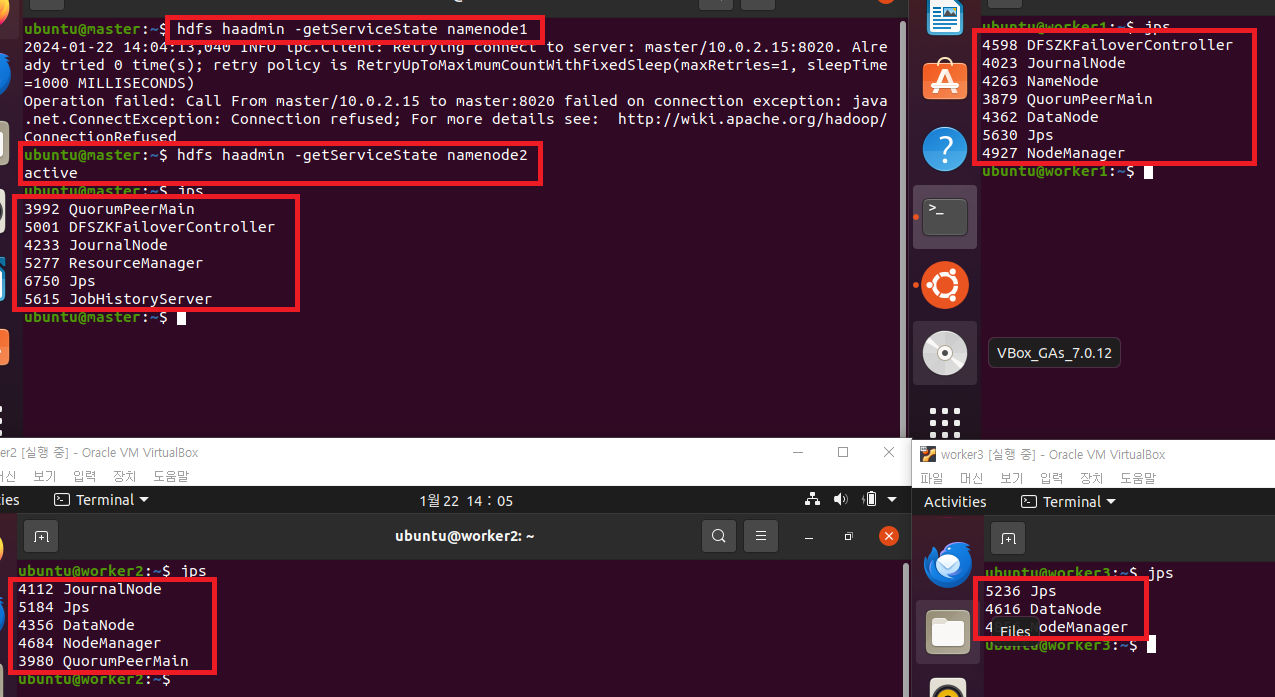 ubuntu@master:~$ hdfs haadmin -getServiceState namenode1
2024-01-22 14:04:13,040 INFO ipc.Client: Retrying connect to server: master/10.0.2.15:8020. Alre
ady tried 0 time(s); retry policy is RetryUpToMaximumCountWithFixedSleep(maxRetries=1, sleepTime
=1000 MILLISECONDS)
Operation failed: Call From master/10.0.2.15 to master:8020 failed on connection exception: java
.net.ConnectException: Connection refused; For more details see:  http://wiki.apache.org/hadoop/
ConnectionRefused
ubuntu@master:~$ hdfs haadmin -getServiceState namenode2
active
ubuntu@master:~$ jps
3992 QuorumPeerMain
5001 DFSZKFailoverController
4233 JournalNode
5277 ResourceManager
6750 Jps
5615 JobHistoryServer
ubuntu@master:~$
ubuntu@worker1:~$ jps
4598 DFSZKFailoverController
4023 JournalNode
4263 NameNode
3879 QuorumPeerMain
4362 DataNode
5630 Jps
4927 NodeManager
ubuntu@worker1:~$
VBox_GAs_7.0.12
er2 [실행 중] - Oracle VM VirtualBox
머신 보기 입력 장치 도움말
ies Terminal 1월 22 14 : 05
ubuntu@worker2: ~
ubuntu@worker2:~$ jps
4112 JournalNode
5184 Jps
4356 DataNode
4684 NodeManager
3980 QuorumPeerMain
ubuntu@worker2:~$
worker3 [실행 중] - Oracle VM VirtualBox
파일 머신 보기 입력 장치 도움말
Activities Terminal
ubuntu@worker3:~$ jps
5236 Jps
4616 DataNode
NodeManager
Files
ubuntu@worker3:~$